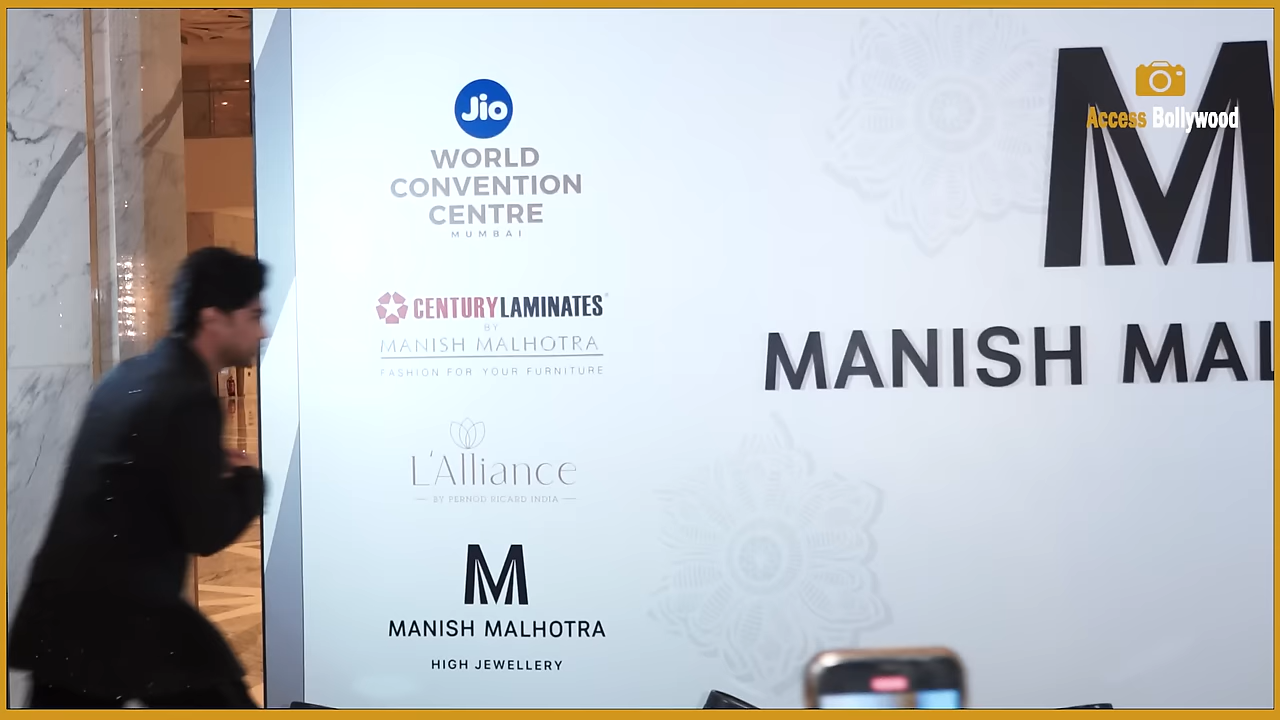 Jio
WORLD
CONVENTION
CENTRE
MUMBAI
CENTURYLAMINATES
BY
MANISH MALHOTRA
FASHION FOR YOUR FURNITURE
L'Alliance
BY PERNOD RICARD INDIA
M
MANISH MALHOTRA
HIGH JEWELLERY
M
MANISH MAL
Access Bollywood